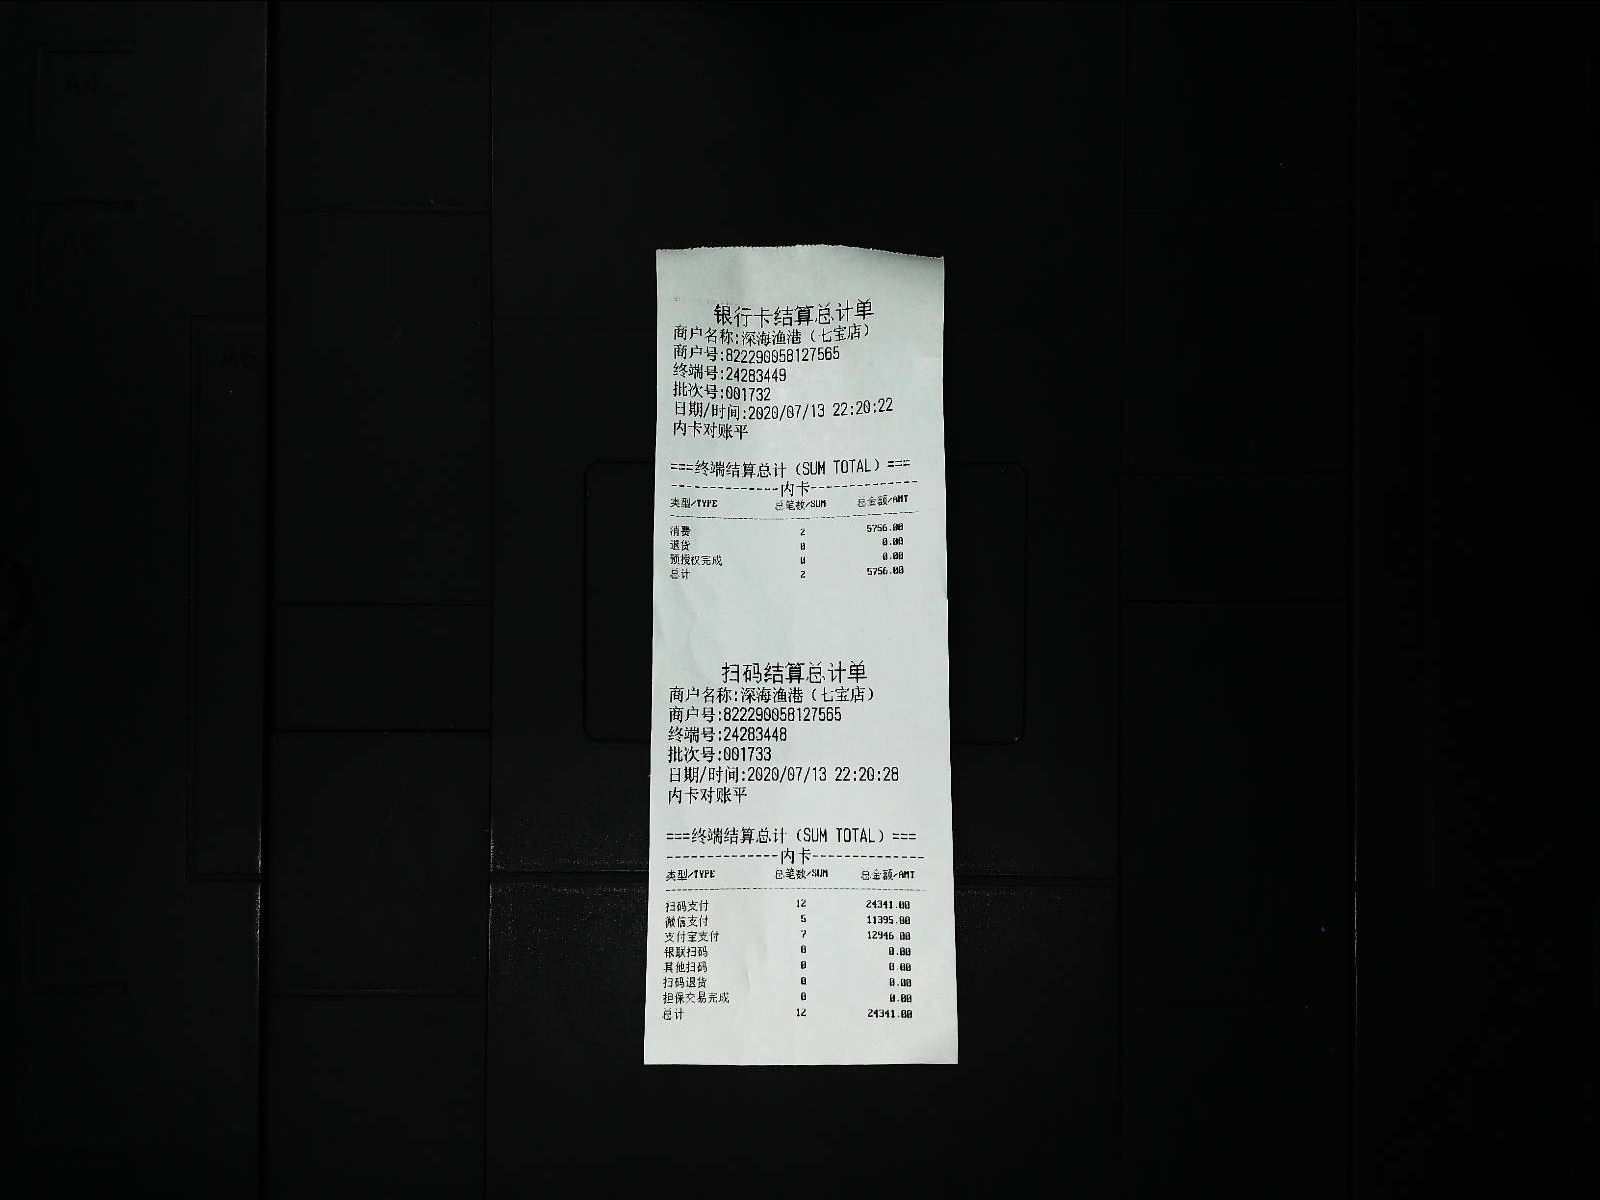 银行卡结算总计单
商户名称:深海渔港（七宝店）
商户号:822290058127565
终端号:24283449
批次号:001732
日期/时间:2020/07/13 22:20:22
内卡对账平
===终端结算总计（SUM TOTAL）===
--------------内卡--------------
类型/TYPE 总笔数/SUM 总金额/AMT
消费 2 5756.00
退货 0 0.00
预授权完成 0 0.00
总计 2 5756.00
扫码结算总计单
商户名称:深海渔港（七宝店）
商户号:822290058127565
终端号:24283448
批次号:001733
日期/时间:2020/07/13 22:20:28
内卡对账平
===终端结算总计（SUM TOTAL）===
--------------内卡--------------
类型/TYPE 总笔数/SUM 总金额/AMT
扫码支付 12 24341.00
微信支付 5 11395.00
支付宝支付 7 12946.00
银联扫码 0 0.00
其他扫码 0 0.00
扫码退货 0 0.00
担保交易完成 0 0.00
总计 12 24341.00
A5